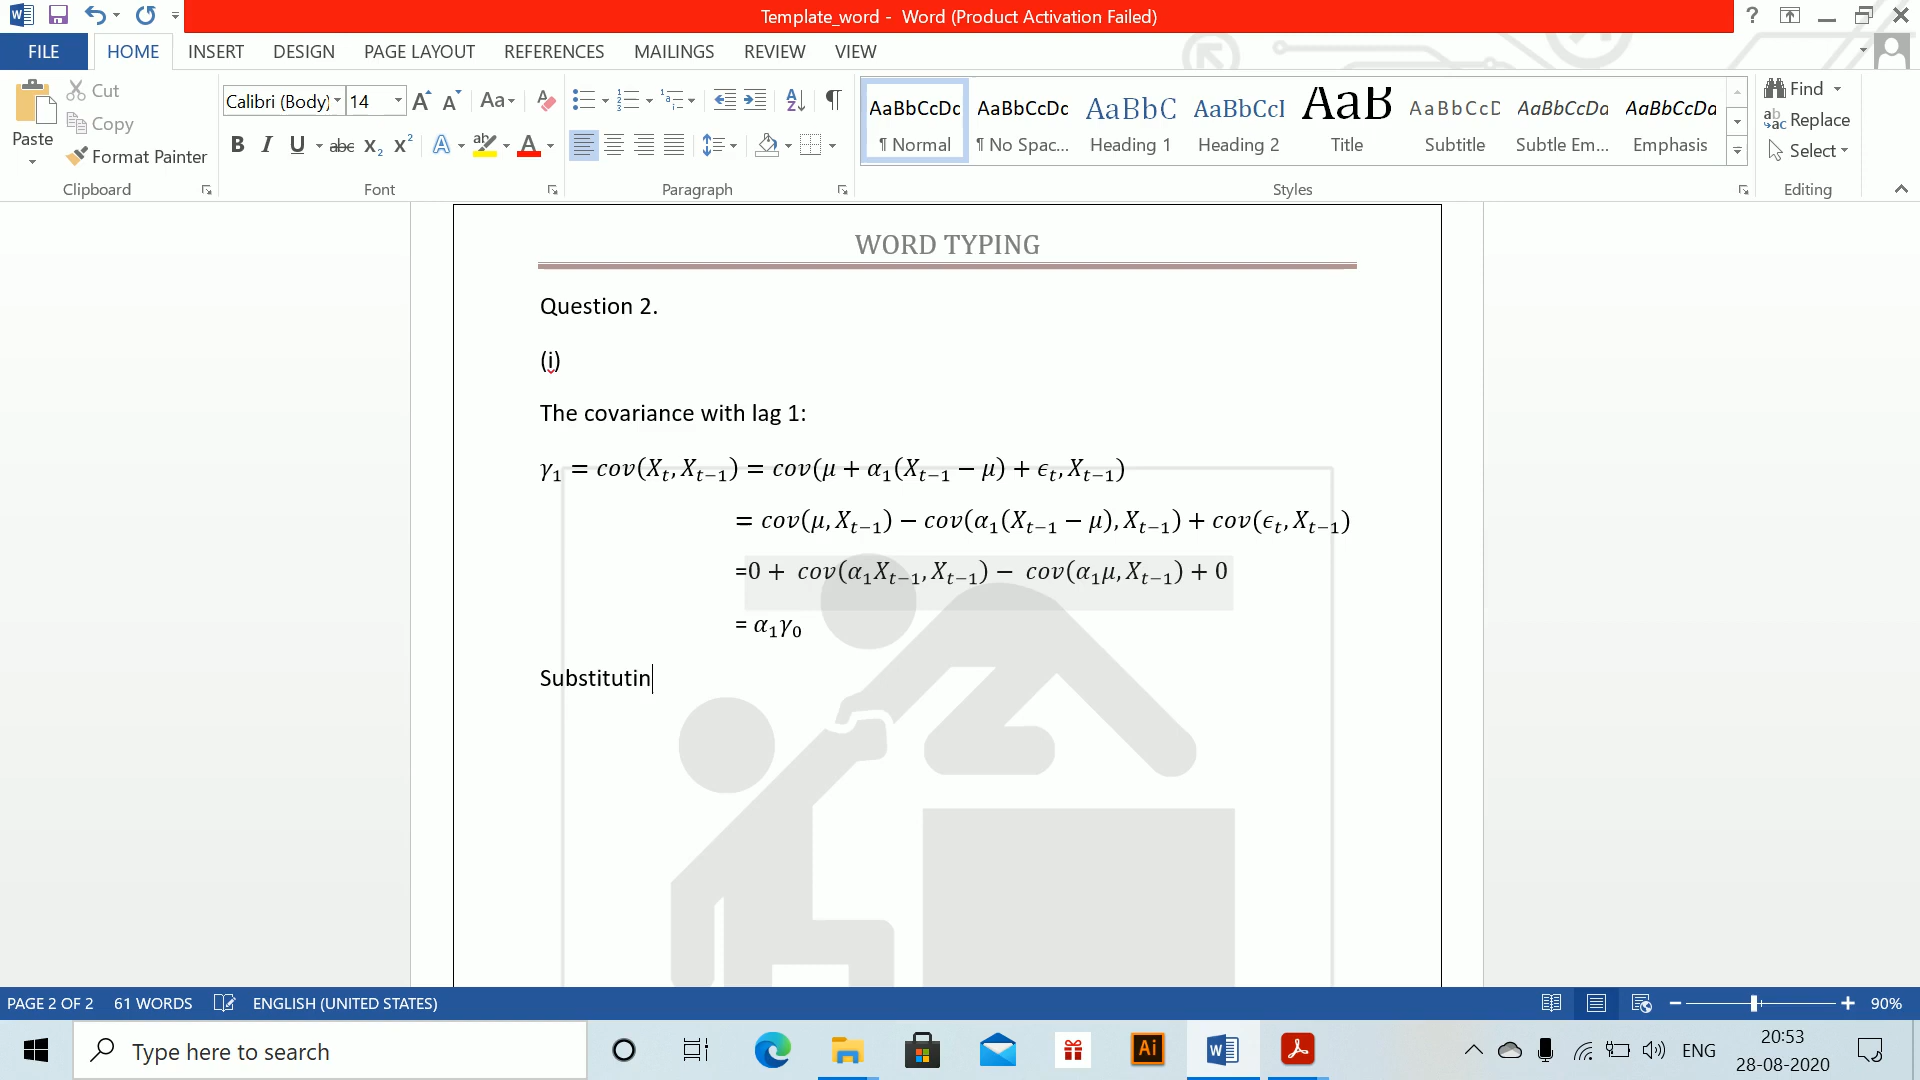 Template_word - Word (Product Activation Failed)
FILE HOME INSERT DESIGN PAGE LAYOUT REFERENCES MAILINGS REVIEW VIEW
Paste
Cut
Copy
Format Painter
Clipboard
Calibri (Body) 14
Font
Paragraph
AaBbCcDc AaBbCcDc AaBbC AaBbCcI AaB AaBbCcD AaBbCcDa AaBbCcDa
¶ Normal ¶ No Spac... Heading 1 Heading 2 Title Subtitle Subtle Em... Emphasis
Styles
Find
Replace
Select
Editing
WORD TYPING
Question 2.
(i)
The covariance with lag 1:
γ₁ = cov(Xₜ, Xₜ₋₁) = cov(μ + α₁(Xₜ₋₁ − μ) + ϵₜ, Xₜ₋₁)
= cov(μ, Xₜ₋₁) − cov(α₁(Xₜ₋₁ − μ), Xₜ₋₁) + cov(ϵₜ, Xₜ₋₁)
=0 + cov(α₁Xₜ₋₁, Xₜ₋₁) − cov(α₁μ, Xₜ₋₁) + 0
= α₁γ₀
Substitutin
PAGE 2 OF 2 61 WORDS ENGLISH (UNITED STATES) 90%
Type here to search
Ai
ENG
20:53
28-08-2020